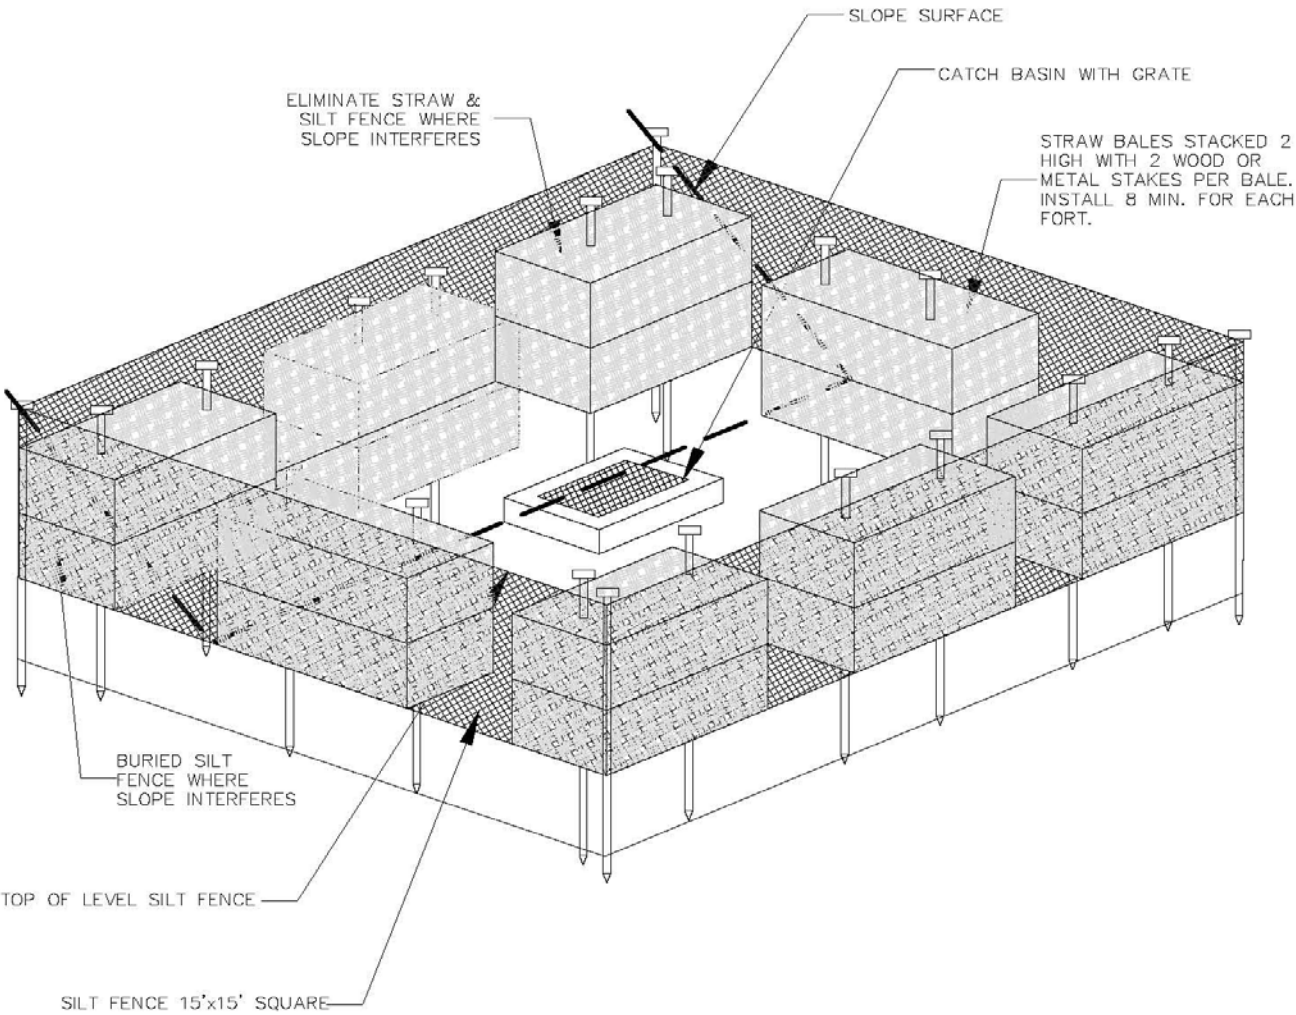 SLOPE SURFACE
CATCH BASIN WITH GRATE
ELIMINATE STRAW &
SILT FENCE WHERE
SLOPE INTERFERES
STRAW BALES STACKED 2
HIGH WITH 2 WOOD OR
METAL STAKES PER BALE.
INSTALL 8 MIN. FOR EACH
FORT.
BURIED SILT
FENCE WHERE
SLOPE INTERFERES
TOP OF LEVEL SILT FENCE
SILT FENCE 15'x15' SQUARE